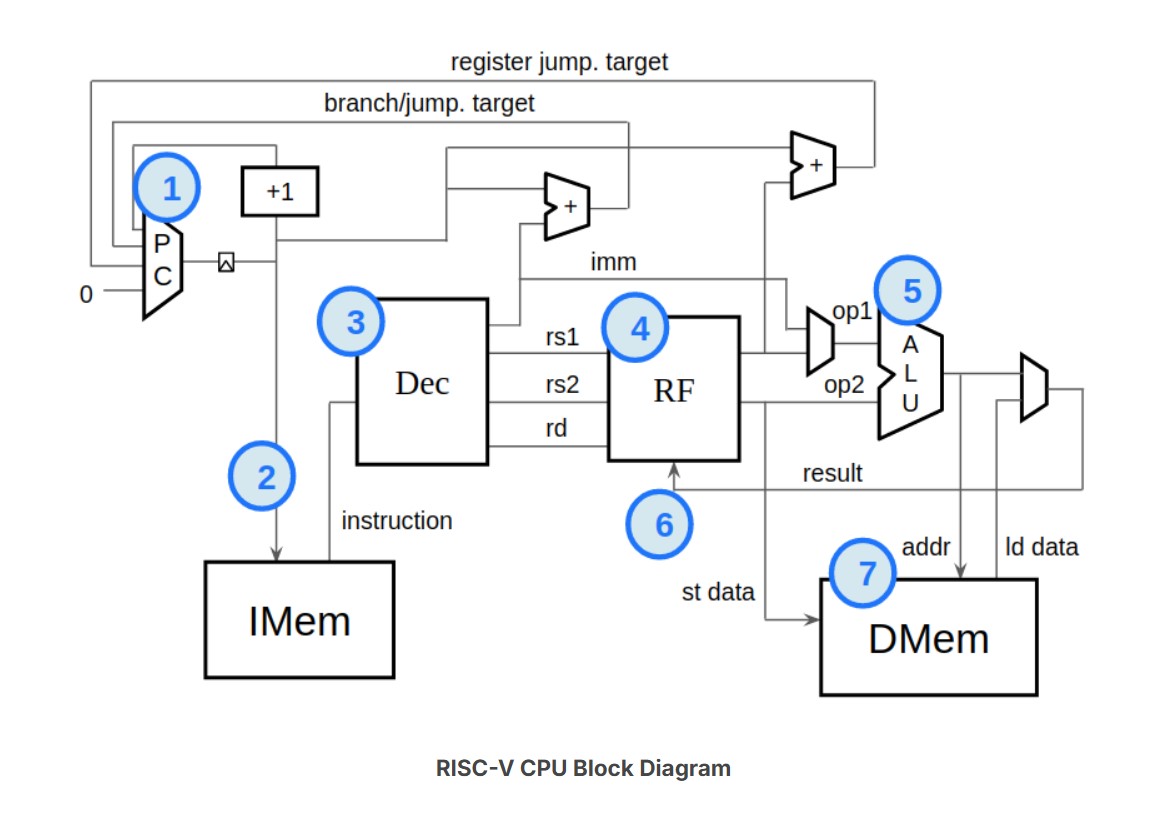 register jump. target
branch/jump. target
1
+1
+
+
P
C
0
imm
3
4
5
op1
rs1
A
L
U
Dec
rs2
RF
op2
rd
2
result
instruction
6
addr
ld data
7
st data
IMem
DMem
RISC-V CPU Block Diagram